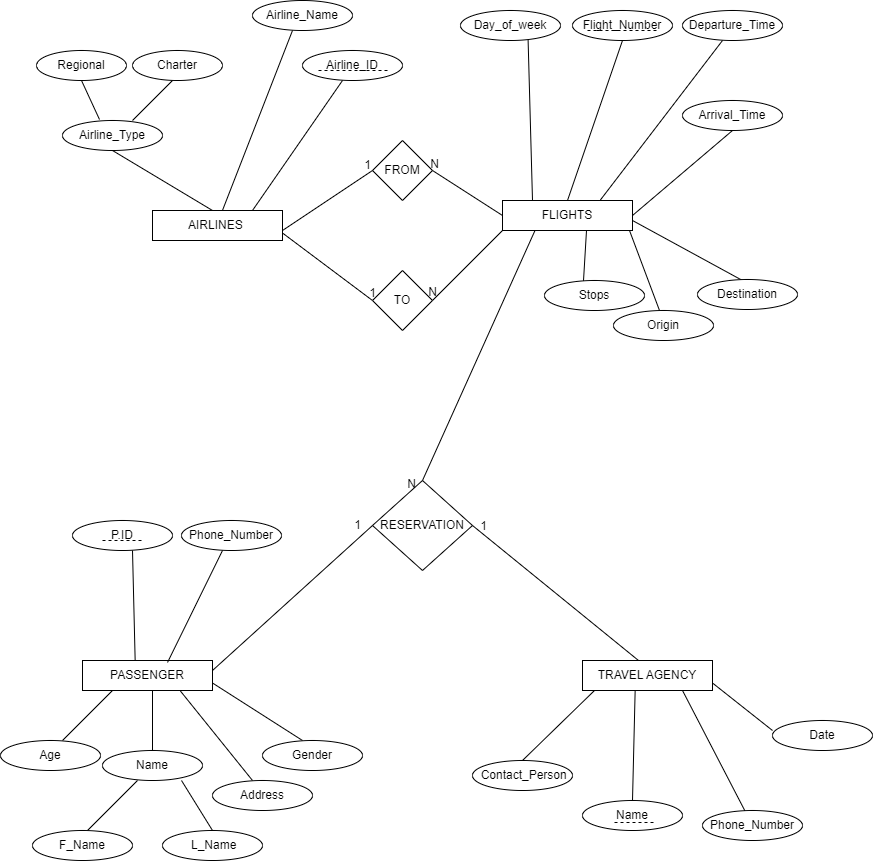 Airline_Name
Day_of_week
Flight_Number
Departure_Time
Regional
Charter
Airline_ID
Airline_Type
Arrival_Time
1
FROM
N
AIRLINES
FLIGHTS
1
TO
N
Stops
Destination
Origin
N
1
RESERVATION
1
P.ID
Phone_Number
PASSENGER
TRAVEL AGENCY
Age
Name
Gender
Date
Contact_Person
Address
Name
Phone_Number
F_Name
L_Name